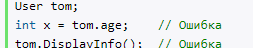 User tom;
int x = tom.age;    // Ошибка
tom.DisplayInfo();  // Ошибка